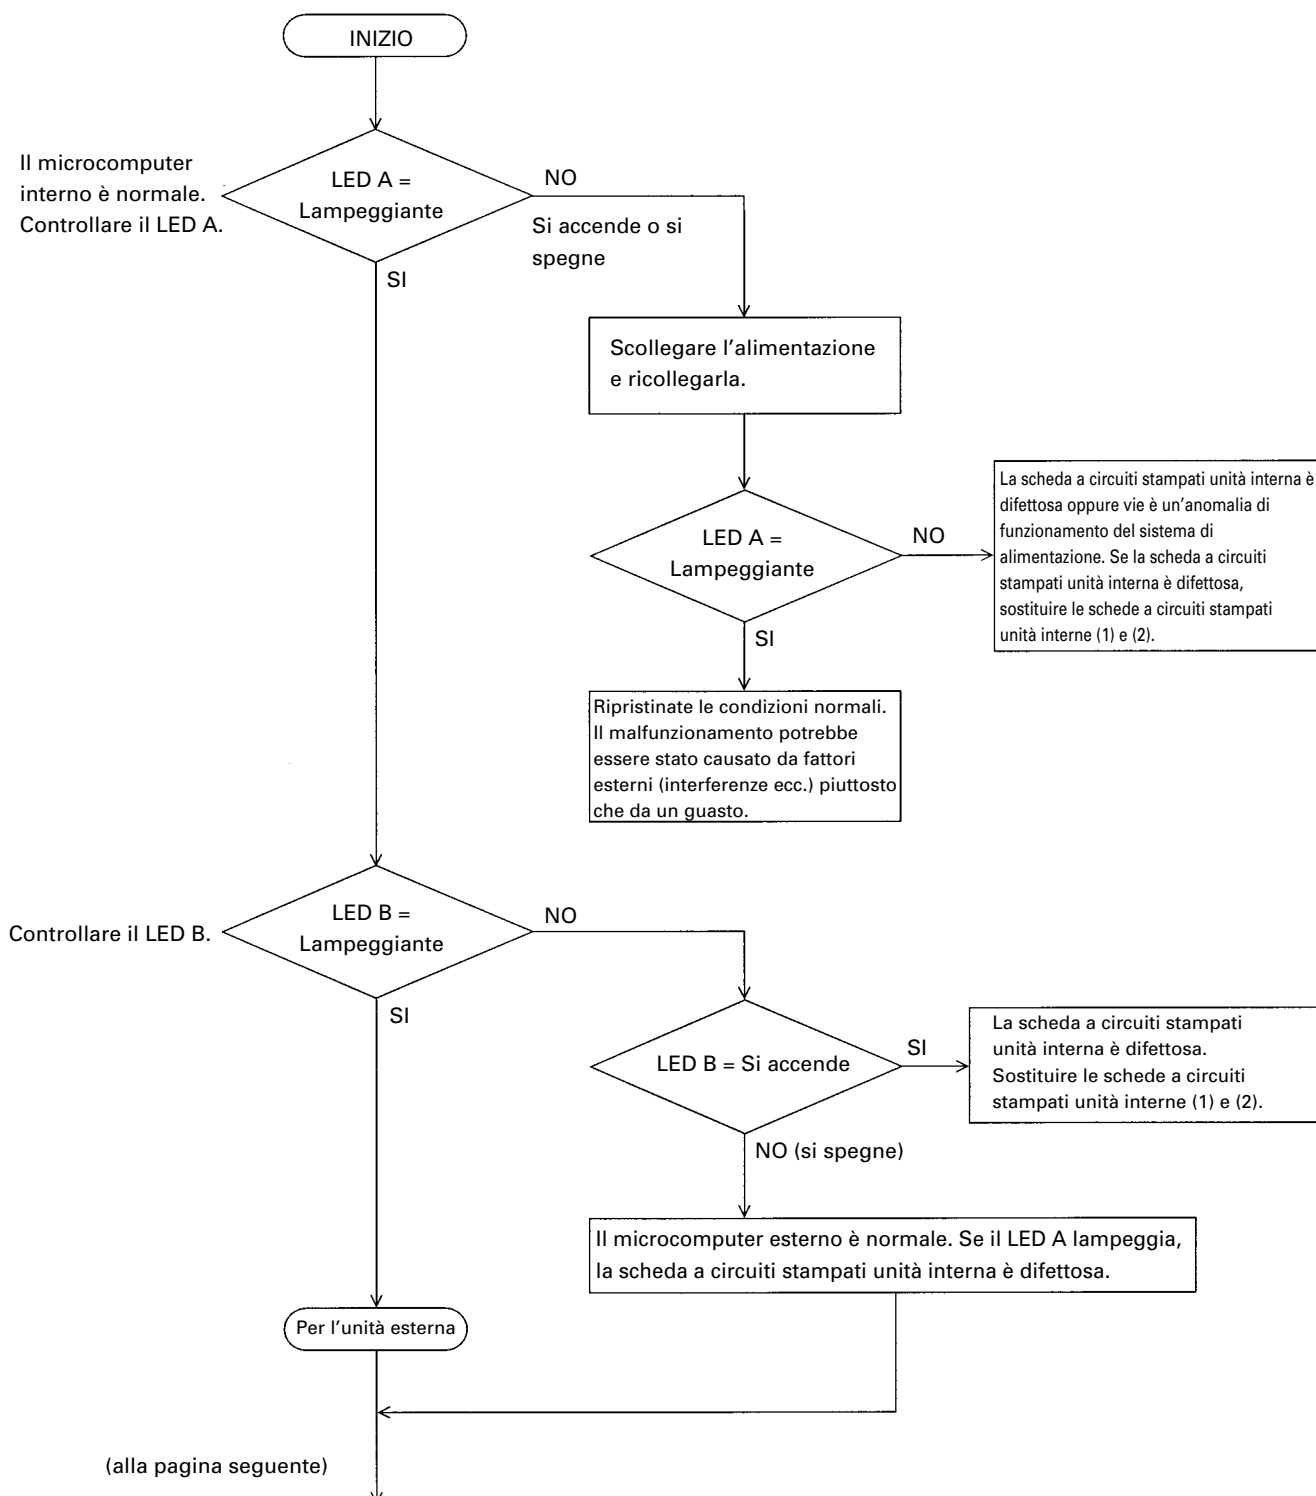 INIZIO
Il microcomputer
interno è normale.
Controllare il LED A.
LED A =
Lampeggiante
NO
Si accende o si
spegne
SI
Scollegare l'alimentazione
e ricollegarla.
LED A =
Lampeggiante
NO
La scheda a circuiti stampati unità interna è
difettosa oppure vie è un'anomalia di
funzionamento del sistema di
alimentazione. Se la scheda a circuiti
stampati unità interna è difettosa,
sostituire le schede a circuiti stampati
unità interne (1) e (2).
SI
Ripristinate le condizioni normali.
Il malfunzionamento potrebbe
essere stato causato da fattori
esterni (interferenze ecc.) piuttosto
che da un guasto.
Controllare il LED B.
LED B =
Lampeggiante
NO
SI
LED B = Si accende
SI
La scheda a circuiti stampati
unità interna è difettosa.
Sostituire le schede a circuiti
stampati unità interne (1) e (2).
NO (si spegne)
Il microcomputer esterno è normale. Se il LED A lampeggia,
la scheda a circuiti stampati unità interna è difettosa.
Per l'unità esterna
(alla pagina seguente)